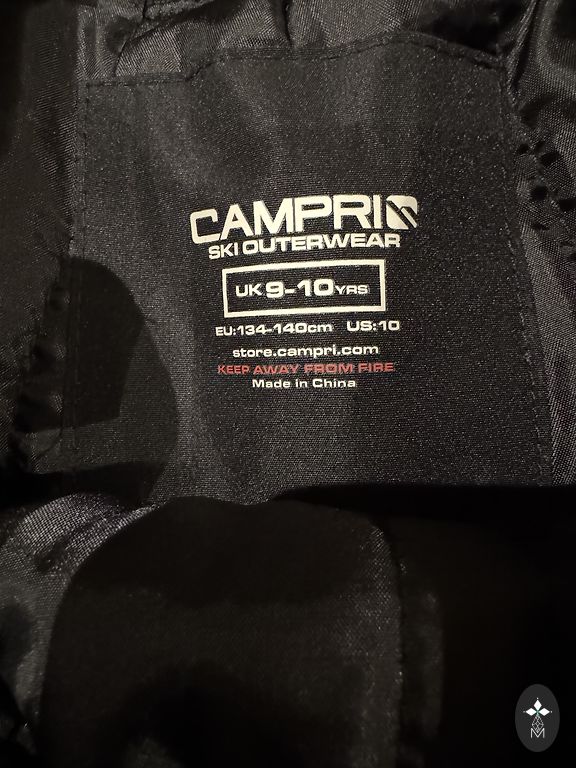 CAMPRI
SKI OUTERWEAR
UK 9-10 YRS
EU:134-140cm US:10
store.campri.com
KEEP AWAY FROM FIRE
Made in China
M